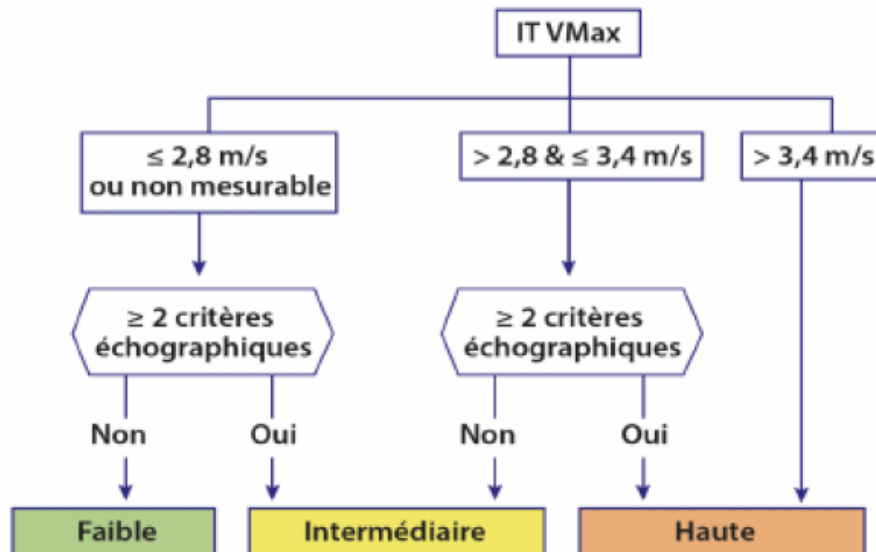 IT VMax
≤ 2,8 m/s
ou non mesurable
> 2,8 & ≤ 3,4 m/s
> 3,4 m/s
≥ 2 critères
échographiques
≥ 2 critères
échographiques
Non
Oui
Non
Oui
Faible
Intermédiaire
Haute